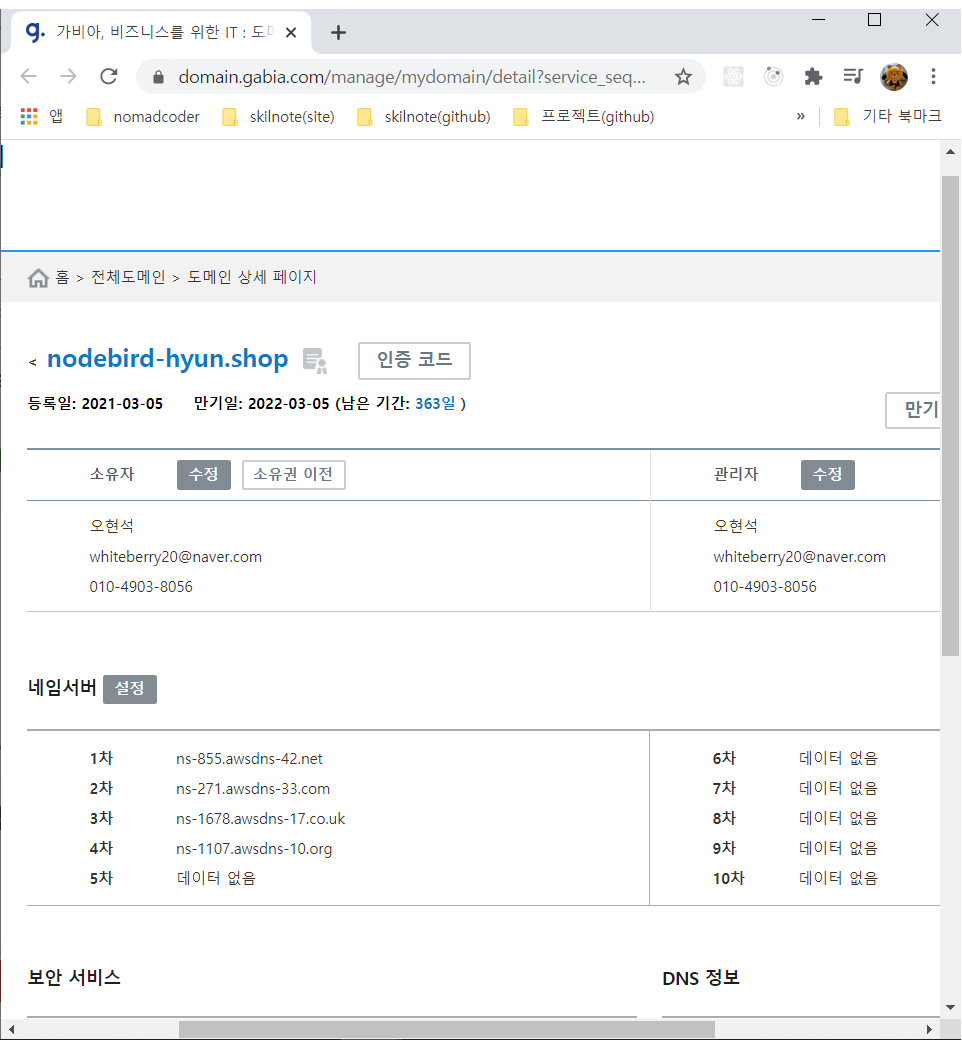 g. 가비아, 비즈니스를 위한 IT : 도
domain.gabia.com/manage/mydomain/detail?service_seq...
앱 nomadcoder skilnote(site) skilnote(github) 프로젝트(github) » 기타 북마크
홈 > 전체도메인 > 도메인 상세 페이지
< nodebird-hyun.shop 인증 코드
등록일: 2021-03-05 만기일: 2022-03-05 (남은 기간: 363일 )
만기
소유자 수정 소유권 이전 관리자 수정
오현석 오현석
whiteberry20@naver.com whiteberry20@naver.com
010-4903-8056 010-4903-8056
네임서버 설정
1차 ns-855.awsdns-42.net 6차 데이터 없음
2차 ns-271.awsdns-33.com 7차 데이터 없음
3차 ns-1678.awsdns-17.co.uk 8차 데이터 없음
4차 ns-1107.awsdns-10.org 9차 데이터 없음
5차 데이터 없음 10차 데이터 없음
보안 서비스 DNS 정보